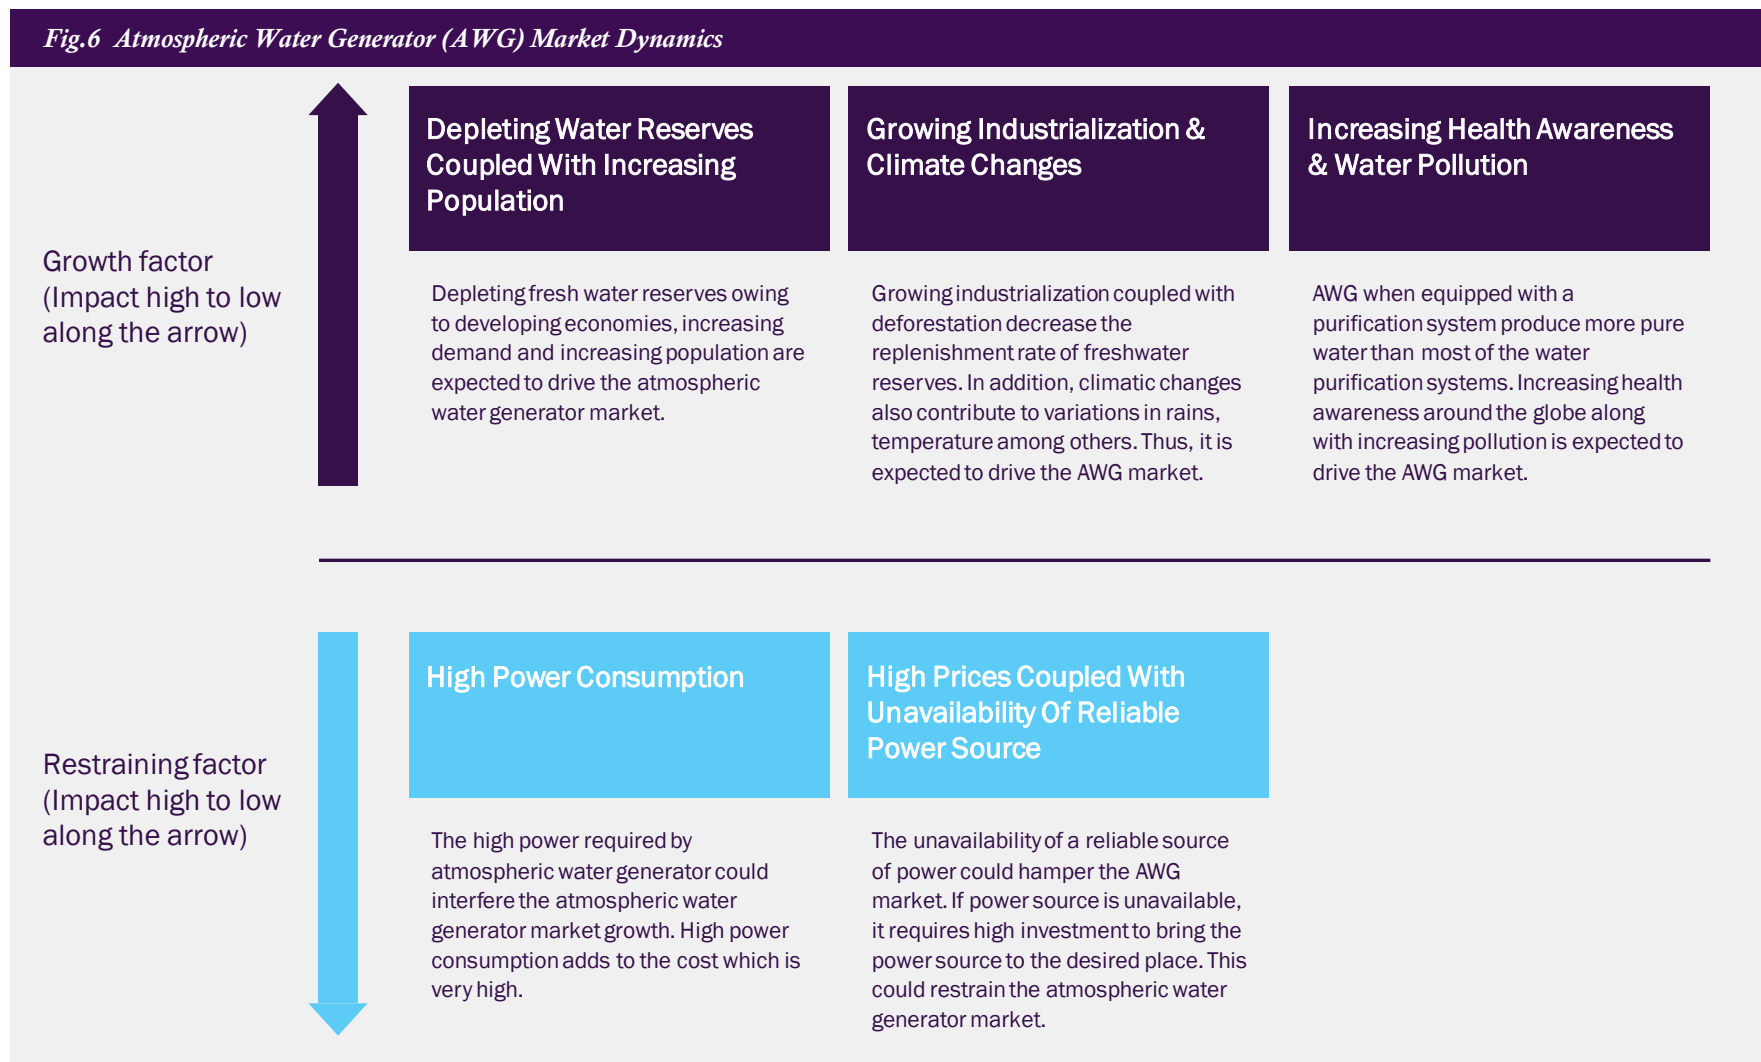 Fig.6 Atmospheric Water Generator (AWG) Market Dynamics
Growth factor
(Impact high to low
along the arrow)
Depleting Water Reserves
Coupled With Increasing
Population
Depleting fresh water reserves owing
to developing economies, increasing
demand and increasing population are
expected to drive the atmospheric
water generator market.
Growing Industrialization &
Climate Changes
Growing industrialization coupled with
deforestation decrease the
replenishment rate of freshwater
reserves. In addition, climatic changes
also contribute to variations in rains,
temperature among others. Thus, it is
expected to drive the AWG market.
Increasing Health Awareness
& Water Pollution
AWG when equipped with a
purification system produce more pure
water than most of the water
purification systems. Increasing health
awareness around the globe along
with increasing pollution is expected to
drive the AWG market.
Restraining factor
(Impact high to low
along the arrow)
High Power Consumption
The high power required by
atmospheric water generator could
interfere the atmospheric water
generator market growth. High power
consumption adds to the cost which is
very high.
High Prices Coupled With
Unavailability Of Reliable
Power Source
The unavailability of a reliable source
of power could hamper the AWG
market. If power source is unavailable,
it requires high investment to bring the
power source to the desired place. This
could restrain the atmospheric water
generator market.